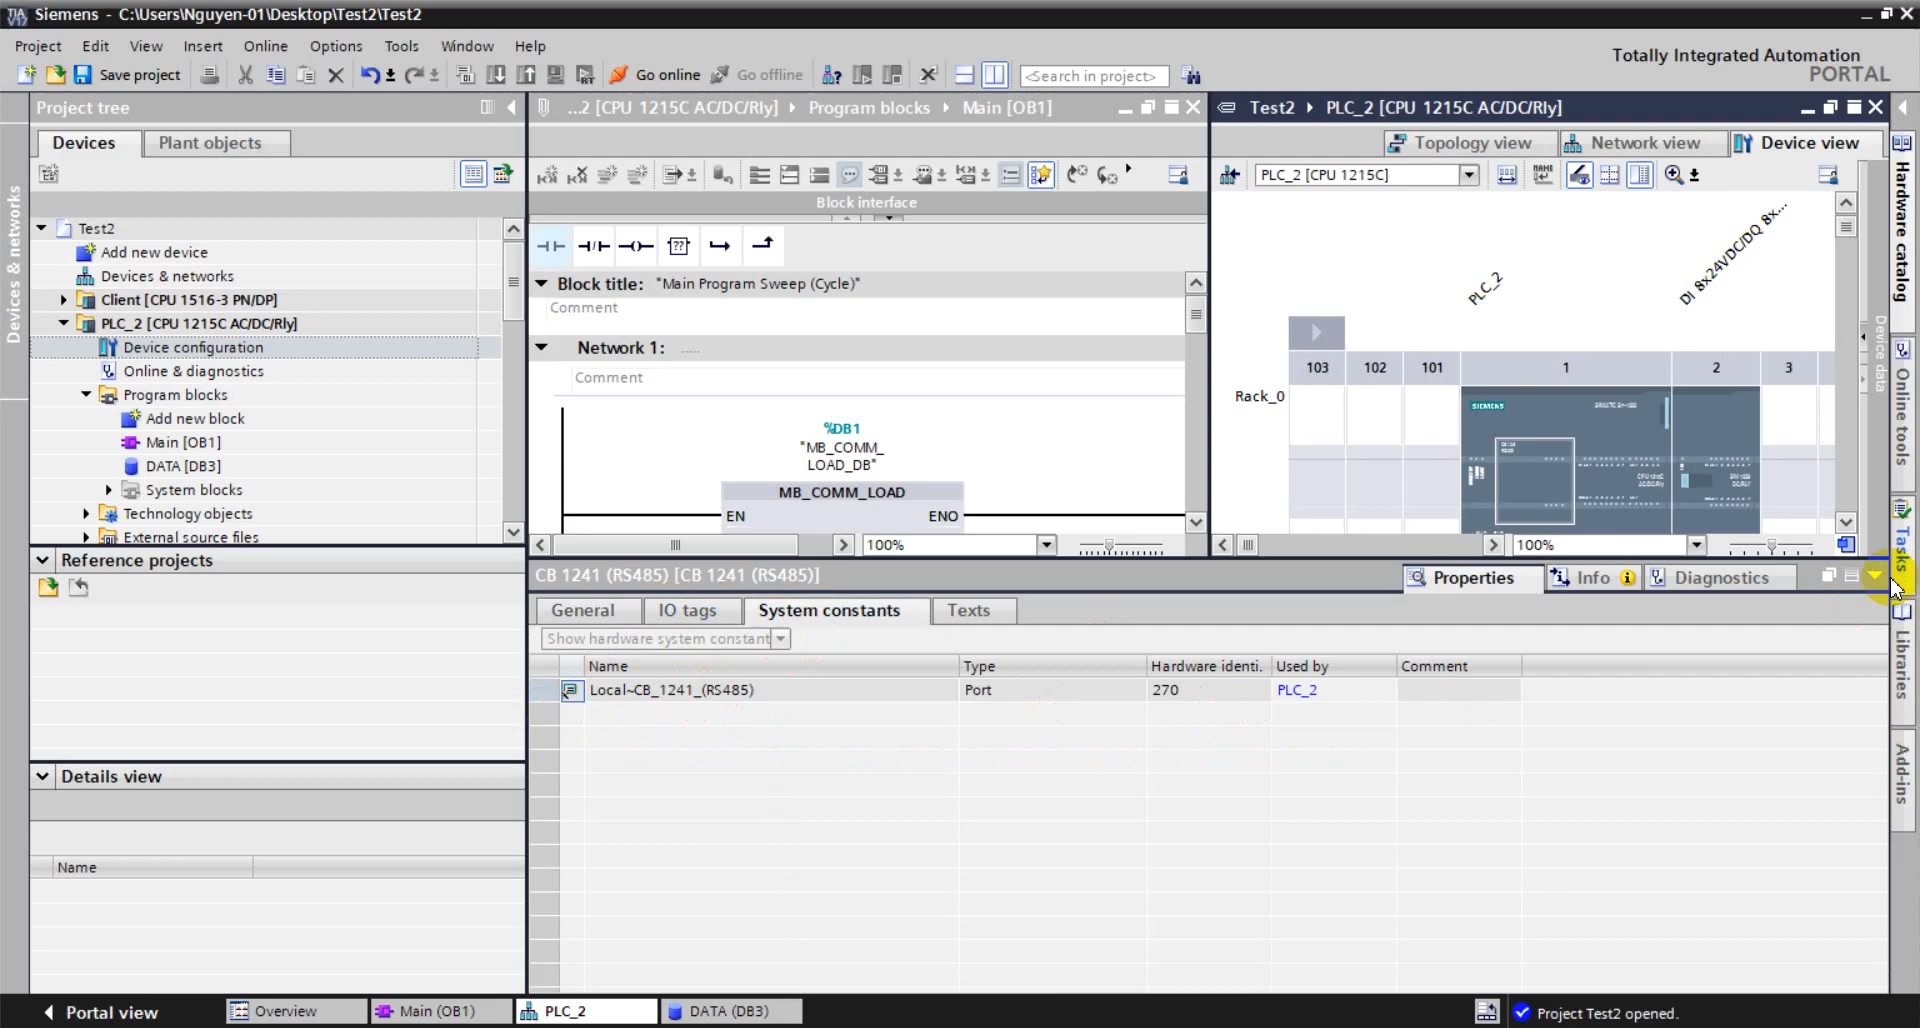 Siemens - C:\Users\Nguyen-01\Desktop\Test2\Test2
Project Edit View Insert Online Options Tools Window Help
Totally Integrated Automation
PORTAL
Save project
Go online Go offline
<Search in project>
Project tree
Devices Plant objects
Devices & networks
Test2
Add new device
Devices & networks
Client [CPU 1516-3 PN/DP]
PLC_2 [CPU 1215C AC/DC/Rly]
Device configuration
Online & diagnostics
Program blocks
Add new block
Main [OB1]
DATA [DB3]
System blocks
Technology objects
External source files
Reference projects
Details view
Name
...2 [CPU 1215C AC/DC/Rly] Program blocks Main [OB1]
Block interface
??
Block title: "Main Program Sweep (Cycle)"
Comment
Network 1: ......
Comment
%DB1
"MB_COMM_
LOAD_DB"
MB_COMM_LOAD
EN ENO
100%
Test2 PLC_2 [CPU 1215C AC/DC/Rly]
Topology view Network view Device view
PLC_2 [CPU 1215C]
PLC_2
DI 8x24VDC/DQ 8x...
103 102 101 1 2 3
Rack_0
SIEMENS
100%
Device data
Hardware catalog
Online tools
Tasks
Libraries
Add-ins
CB 1241 (RS485) [CB 1241 (RS485)]
Properties Info Diagnostics
General IO tags System constants Texts
Show hardware system constant
Name Type Hardware identi. Used by Comment
Local~CB_1241_(RS485) Port 270 PLC_2
Portal view Overview Main (OB1) PLC_2 DATA (DB3)
Project Test2 opened.